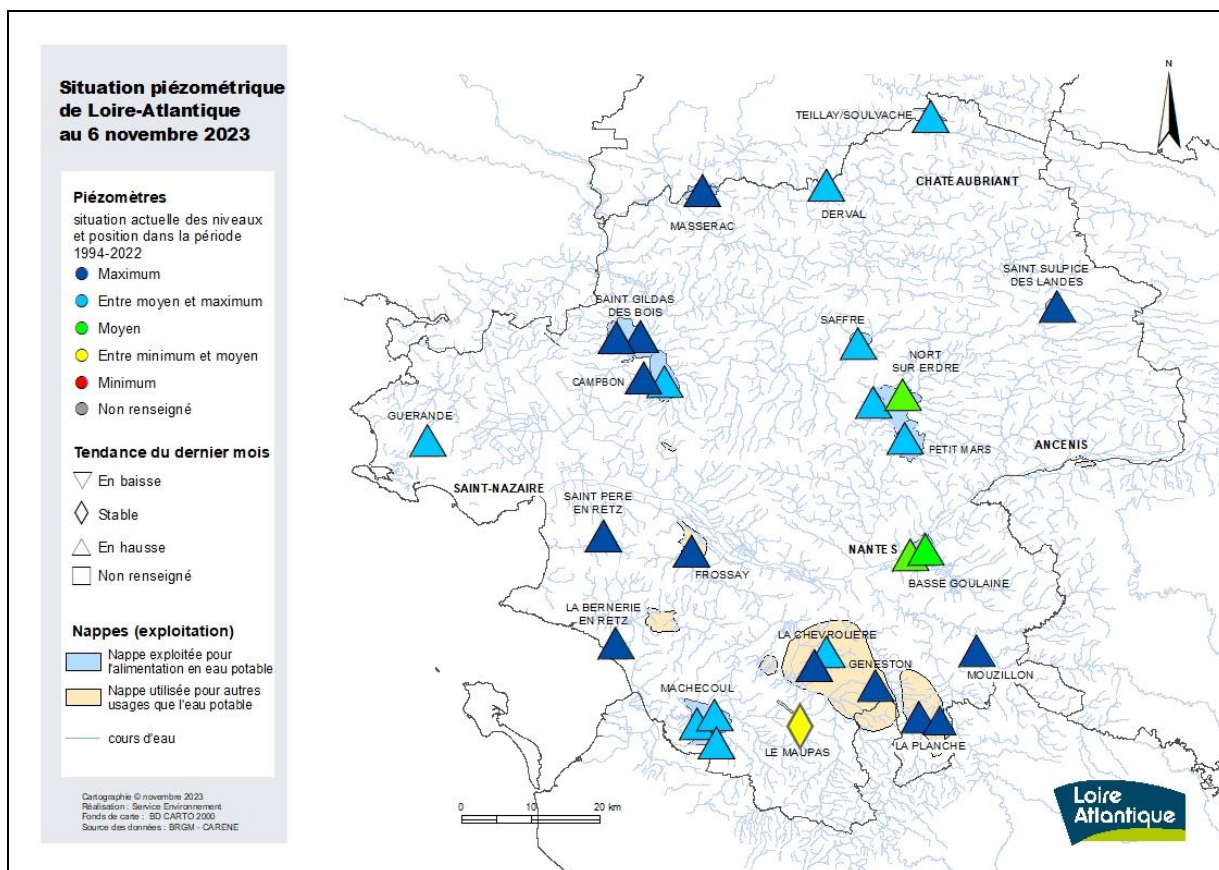 Situation piézométrique
de Loire-Atlantique
au 6 novembre 2023
Piézomètres
situation actuelle des niveaux
et position dans la période
1994-2022
Maximum
Entre moyen et maximum
Moyen
Entre minimum et moyen
Minimum
Non renseigné
Tendance du dernier mois
En baisse
Stable
En hausse
Non renseigné
Nappes (exploitation)
Nappe exploitée pour
l'alimentation en eau potable
Nappe utilisée pour autres
usages que l'eau potable
cours d'eau
Cartographie © novembre 2023
Réalisation : Service Environnement
Fonds de carte : BD CARTO 2000
Source des données : BRGM - CARENE
N
TEILLAY/SOULVACHE
CHATEAUBRIANT
MASSERAC
DERVAL
SAINT SULPICE
DES LANDES
SAINT GILDAS
DES BOIS
SAFFRE
NORT
SUR ERDRE
CAMPBON
GUERANDE
PETIT MARS
ANCENIS
SAINT-NAZAIRE
SAINT PERE
EN RETZ
FROSSAY
NANTES
BASSE GOULAINE
LA BERNERIE
EN RETZ
LA CHEVROLIERE
GENESTON
MOUZILLON
MACHECOUL
LE MAUPAS
LA PLANCHE
0 10 20 km
Loire
Atlantique